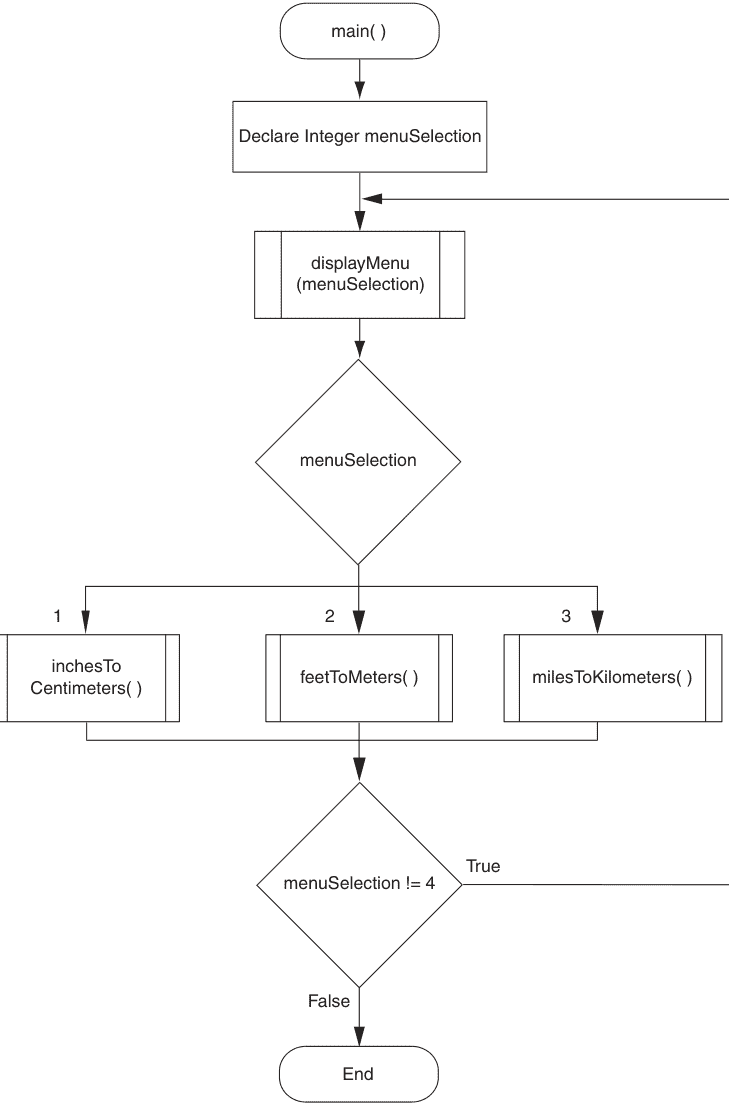 main( )
Declare Integer menuSelection
displayMenu
(menuSelection)
menuSelection
1
2
3
inchesTo
Centimeters( )
feetToMeters( )
milesToKilometers( )
menuSelection != 4
True
False
End